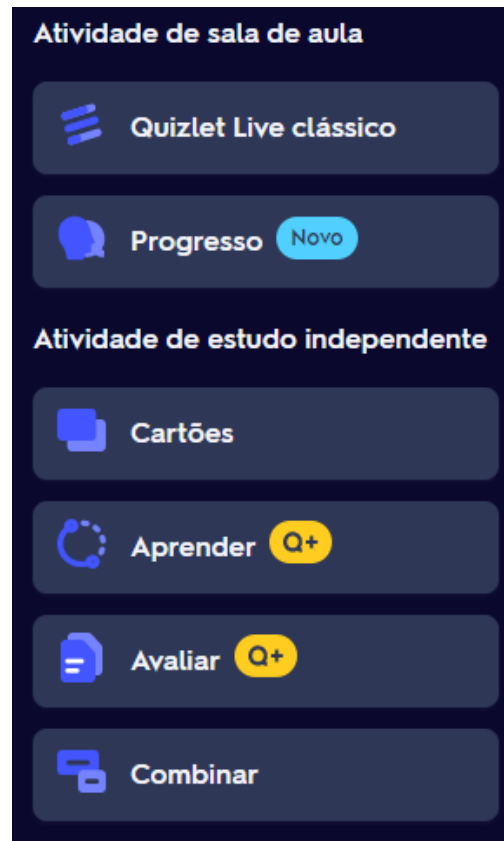 Atividade de sala de aula
Quizlet Live clássico
Progresso Novo
Atividade de estudo independente
Cartões
Aprender Q+
Avaliar Q+
Combinar